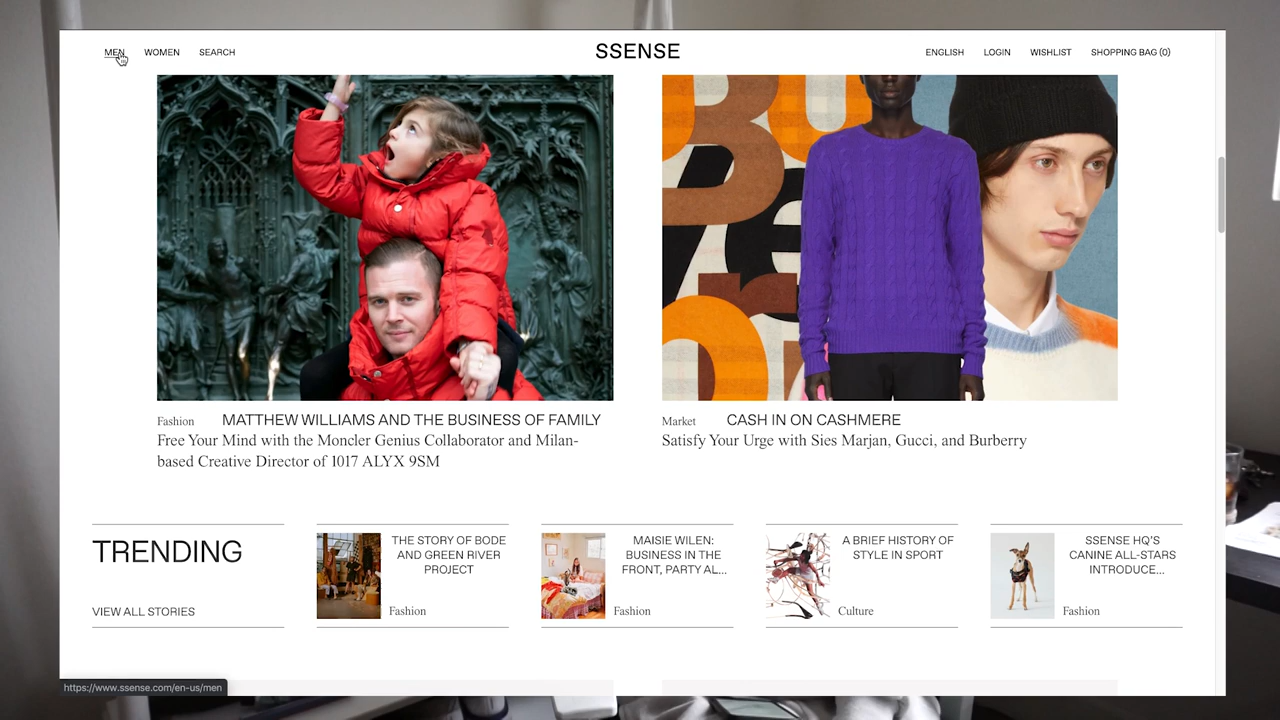 MEN WOMEN SEARCH SSENSE ENGLISH LOGIN WISHLIST SHOPPING BAG (0)
Fashion MATTHEW WILLIAMS AND THE BUSINESS OF FAMILY
Free Your Mind with the Moncler Genius Collaborator and Milan-
based Creative Director of 1017 ALYX 9SM
Market CASH IN ON CASHMERE
Satisfy Your Urge with Sies Marjan, Gucci, and Burberry
TRENDING
VIEW ALL STORIES
THE STORY OF BODE
AND GREEN RIVER
PROJECT
Fashion
MAISIE WILEN:
BUSINESS IN THE
FRONT, PARTY AL...
Fashion
A BRIEF HISTORY OF
STYLE IN SPORT
Culture
SSENSE HQ'S
CANINE ALL-STARS
INTRODUCE...
Fashion
https://www.ssense.com/en-us/men